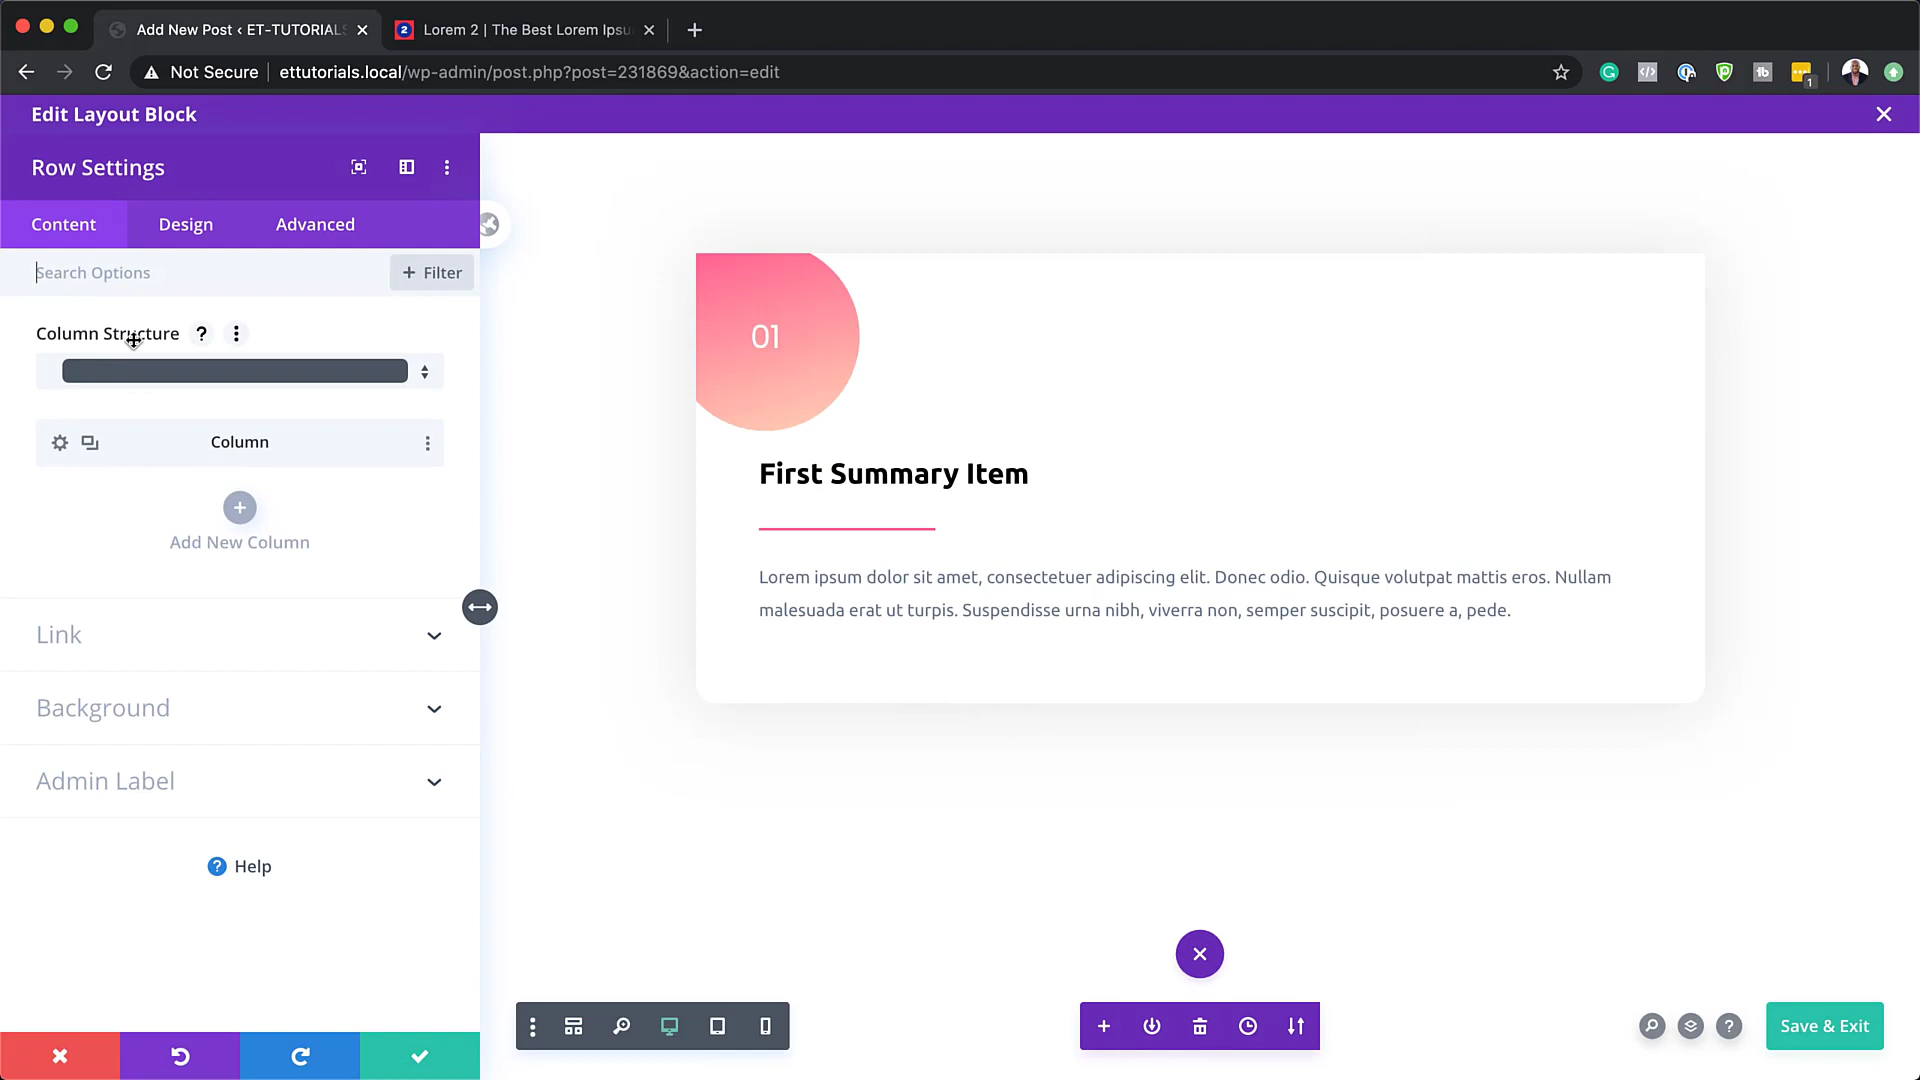 Add New Post ‹ ET-TUTORIALS
Lorem 2 | The Best Lorem Ipsu
Not Secure
ettutorials.local/wp-admin/post.php?post=231869&action=edit
1
Edit Layout Block
Row Settings
Content
Design
Advanced
Search Options
+ Filter
Column Structure
?
Column
Add New Column
Link
Background
Admin Label
? Help
01
First Summary Item
Lorem ipsum dolor sit amet, consectetuer adipiscing elit. Donec odio. Quisque volutpat mattis eros. Nullam
malesuada erat ut turpis. Suspendisse urna nibh, viverra non, semper suscipit, posuere a, pede.
?
Save & Exit